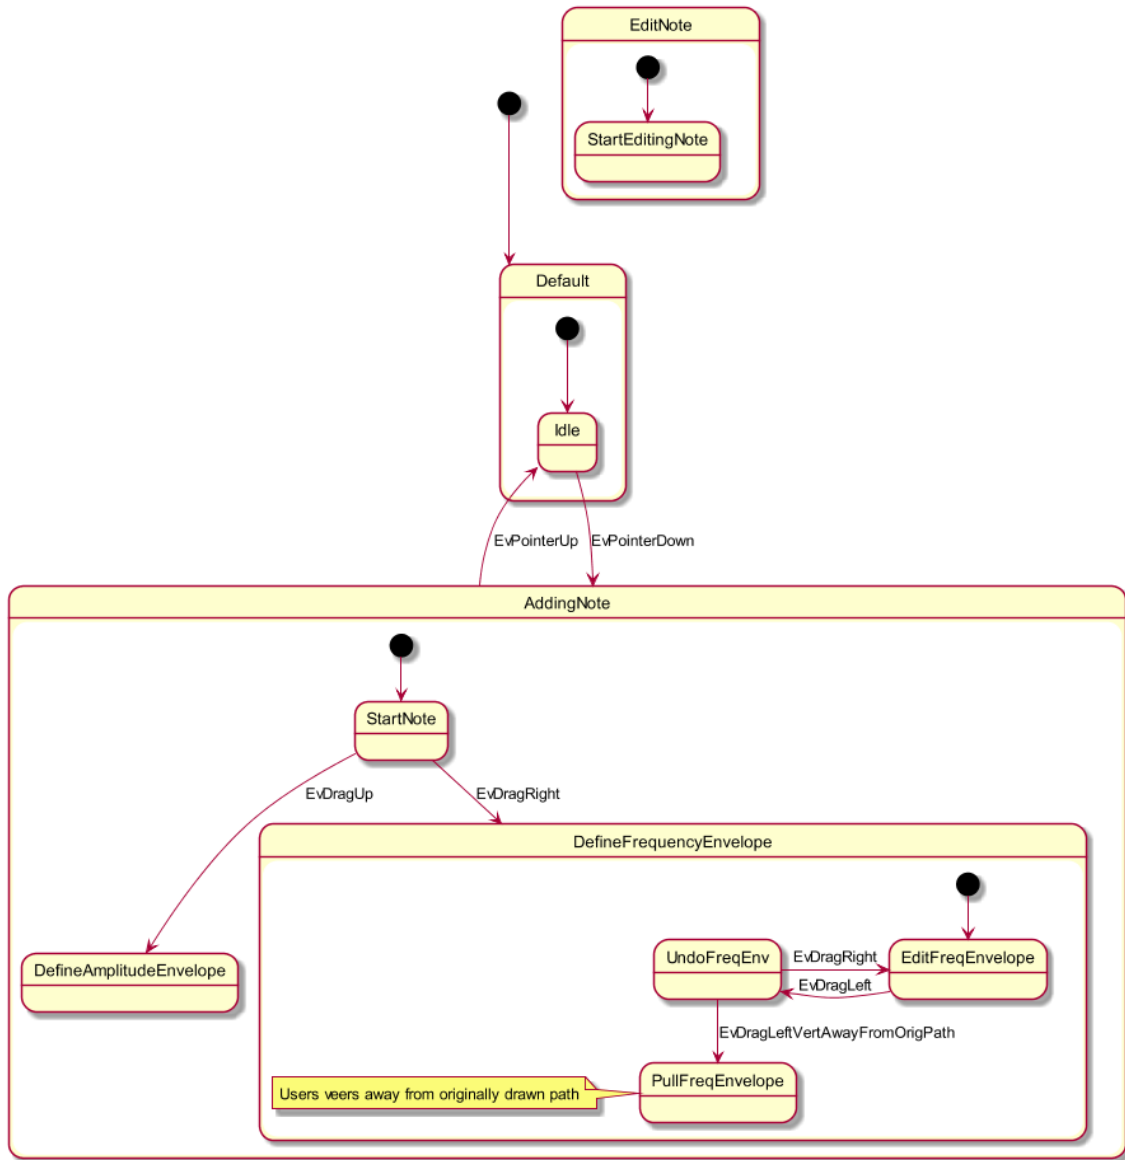 EditNote
StartEditingNote
Default
Idle
EvPointerUp
EvPointerDown
AddingNote
StartNote
EvDragUp
EvDragRight
DefineFrequencyEnvelope
DefineAmplitudeEnvelope
UndoFreqEnv
EvDragRight
EditFreqEnvelope
EvDragLeft
EvDragLeftVertAwayFromOrigPath
PullFreqEnvelope
Users veers away from originally drawn path